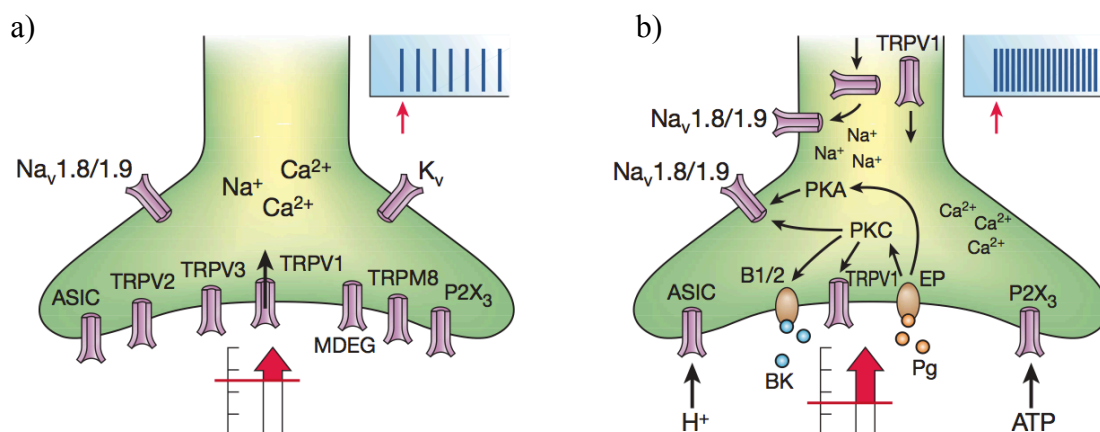 a)
Nav1.8/1.9
Na+
Ca2+
Ca2+
Kv
ASIC
TRPV2
TRPV3
TRPV1
MDEG
TRPM8
P2X3
b)
TRPV1
Nav1.8/1.9
Na+
Na+
Na+
Nav1.8/1.9
PKA
Ca2+
Ca2+
Ca2+
PKC
ASIC
B1/2
TRPV1
EP
P2X3
BK
Pg
H+
ATP